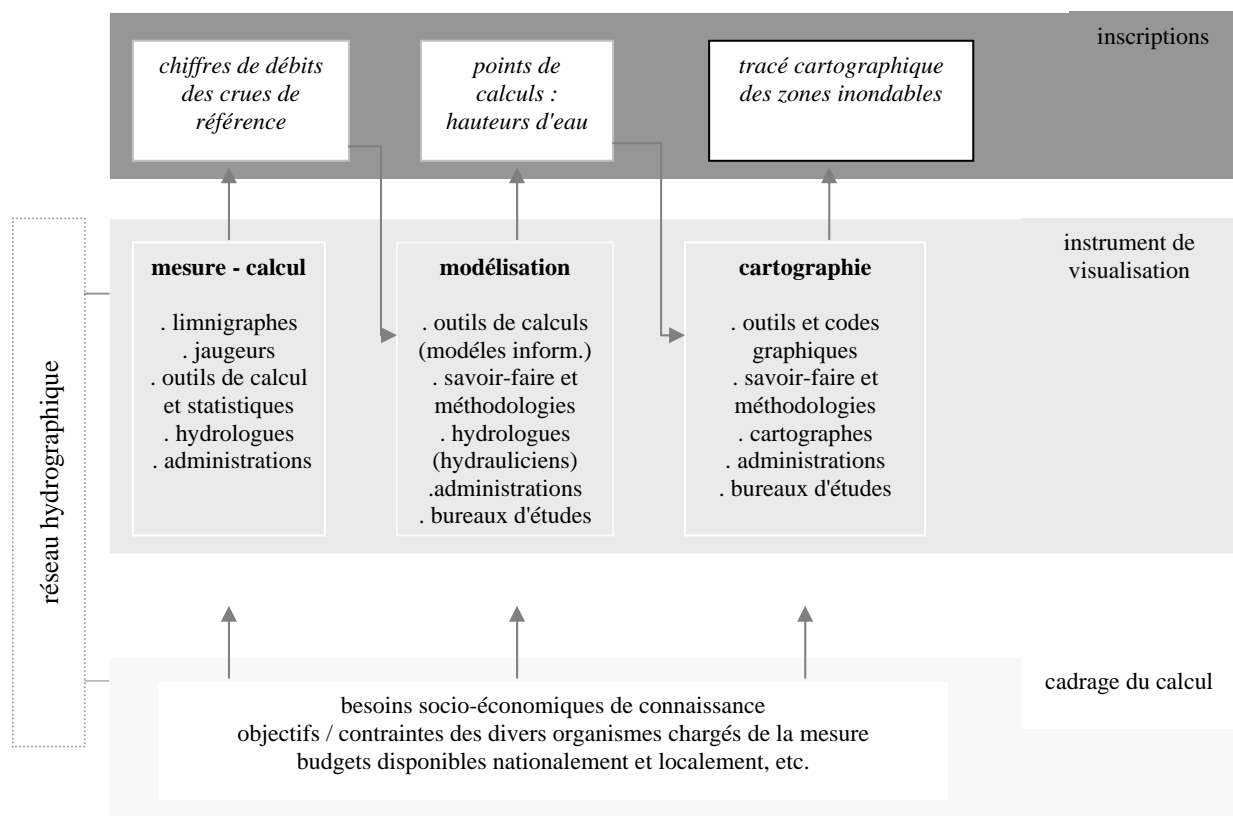 inscriptions
chiffres de débits
des crues de
référence
points de
calculs :
hauteurs d'eau
tracé cartographique
des zones inondables
réseau hydrographique
instrument de
visualisation
mesure - calcul
. limnigraphes
. jaugeurs
. outils de calcul
et statistiques
. hydrologues
. administrations
modélisation
. outils de calculs
(modéles inform.)
. savoir-faire et
méthodologies
. hydrologues
(hydrauliciens)
.administrations
. bureaux d'études
cartographie
. outils et codes
graphiques
. savoir-faire et
méthodologies
. cartographes
. administrations
. bureaux d'études
cadrage du calcul
besoins socio-économiques de connaissance
objectifs / contraintes des divers organismes chargés de la mesure
budgets disponibles nationalement et localement, etc.